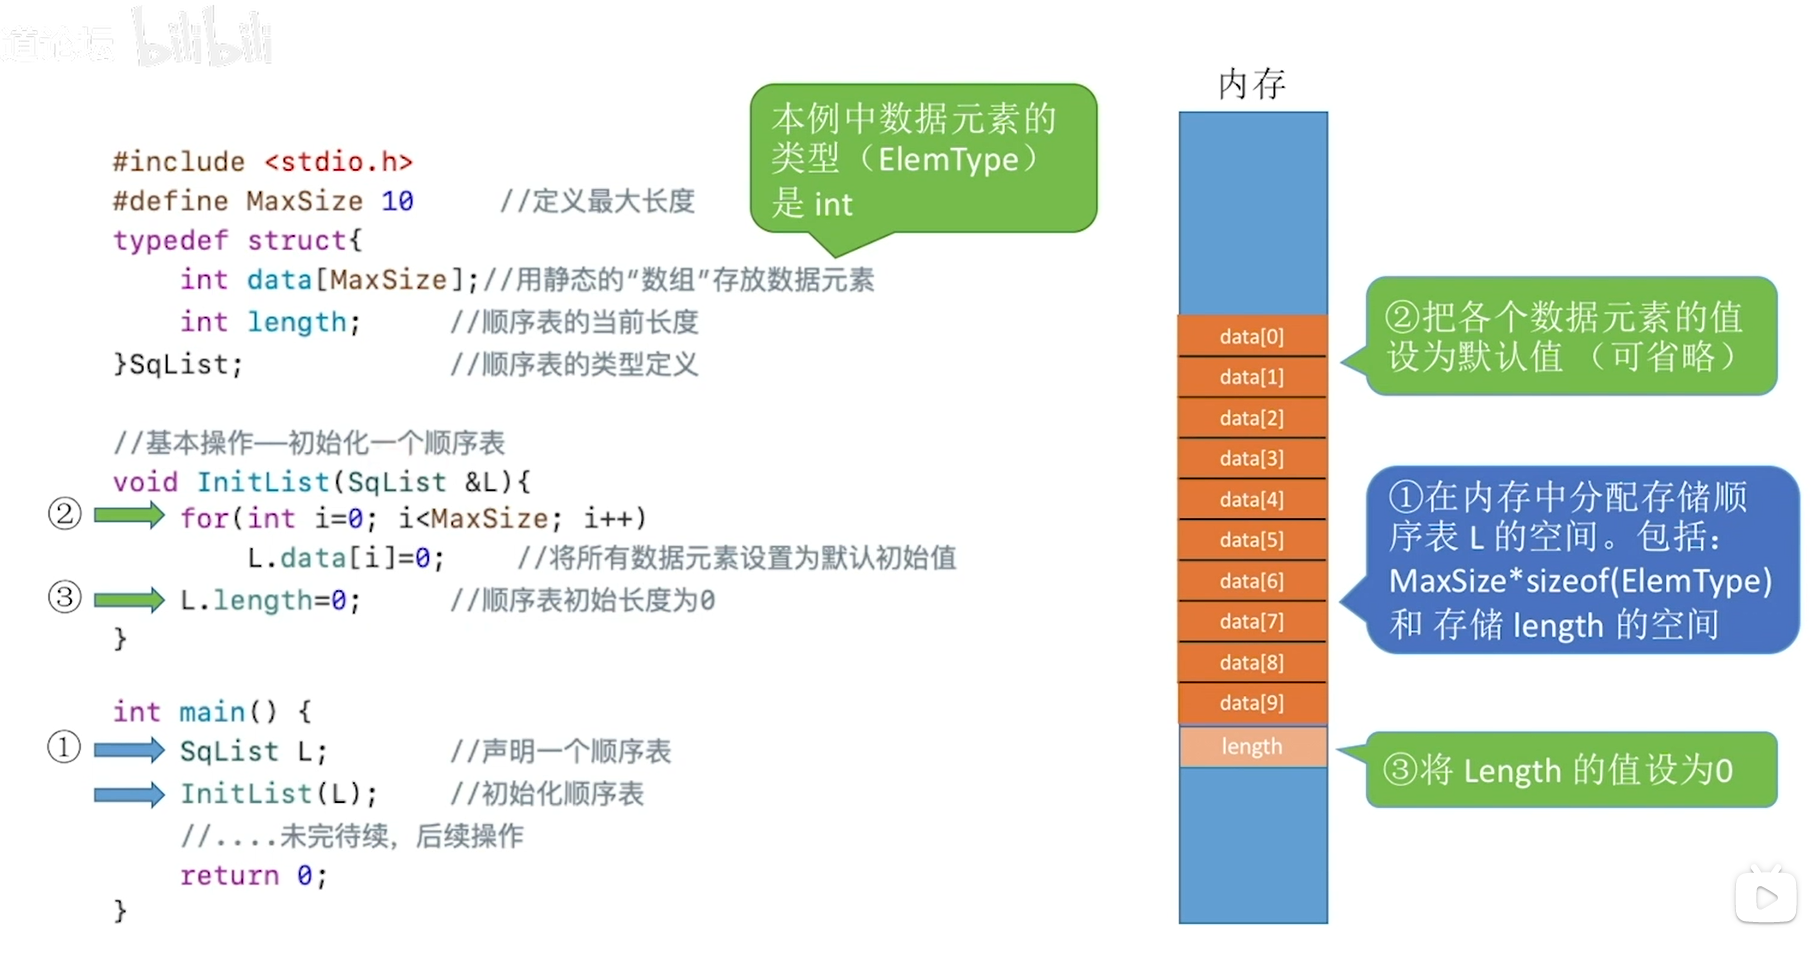 道论坛 bilibili
#include <stdio.h>
#define MaxSize 10 //定义最大长度
typedef struct{
int data[MaxSize];//用静态的“数组”存放数据元素
int length; //顺序表的当前长度
}SqList; //顺序表的类型定义
//基本操作——初始化一个顺序表
void InitList(SqList &L){
② for(int i=0; i<MaxSize; i++)
L.data[i]=0; //将所有数据元素设置为默认初始值
③ L.length=0; //顺序表初始长度为0
}
int main() {
① SqList L; //声明一个顺序表
InitList(L); //初始化顺序表
//....未完待续，后续操作
return 0;
}
本例中数据元素的
类型（ElemType）
是 int
内存
data[0]
data[1]
data[2]
data[3]
data[4]
data[5]
data[6]
data[7]
data[8]
data[9]
length
②把各个数据元素的值
设为默认值（可省略）
①在内存中分配存储顺
序表 L 的空间。包括：
MaxSize*sizeof(ElemType)
和 存储 length 的空间
③将 Length 的值设为0